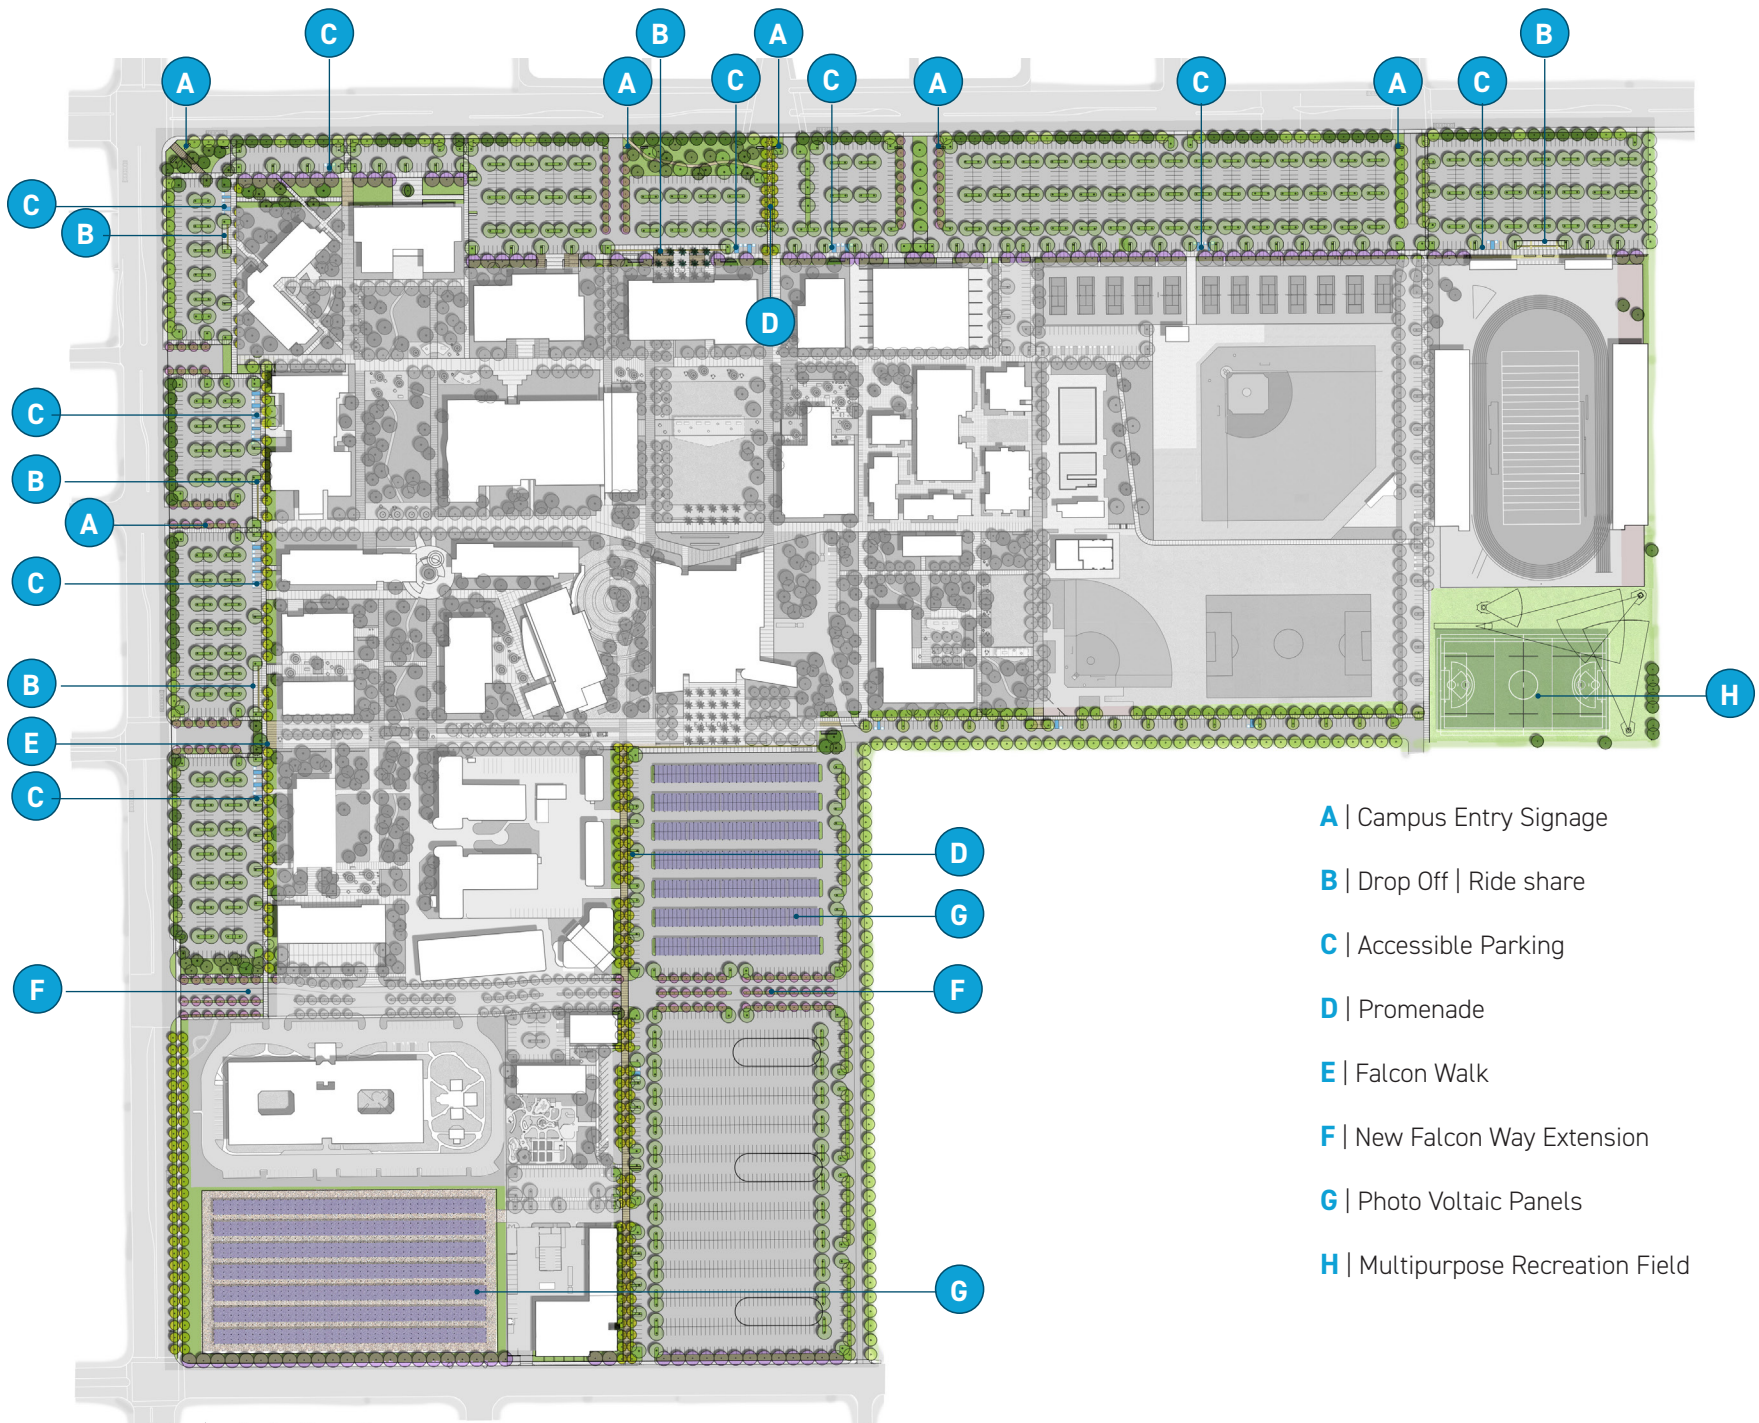 C
B
A
B
A
A
C
C
A
C
A
C
C
B
D
C
B
A
C
B
H
E
C
D
G
F
F
G
A | Campus Entry Signage
B | Drop Off | Ride share
C | Accessible Parking
D | Promenade
E | Falcon Walk
F | New Falcon Way Extension
G | Photo Voltaic Panels
H | Multipurpose Recreation Field